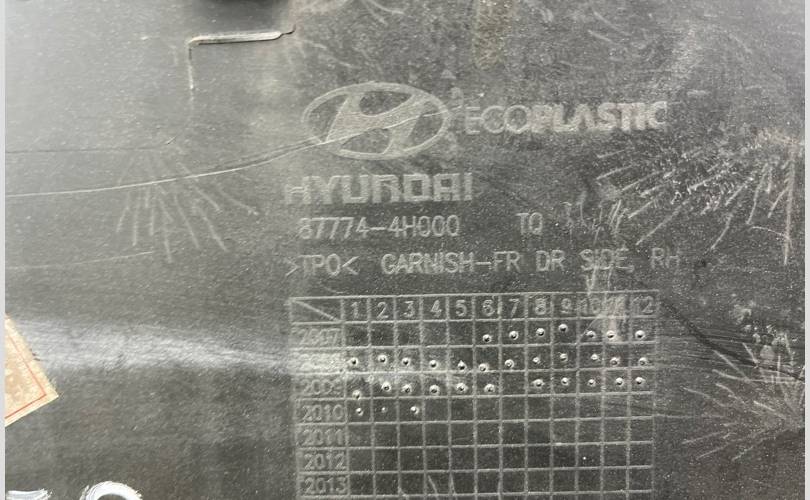 ECOPLASTIC
HYUNDAI
87774-4H000 TQ
>TPO< GARNISH-FR DR SIDE, RH
1 2 3 4 5 6 7 8 9 10 11 12
2007
2009
2010
2011
2012
2013